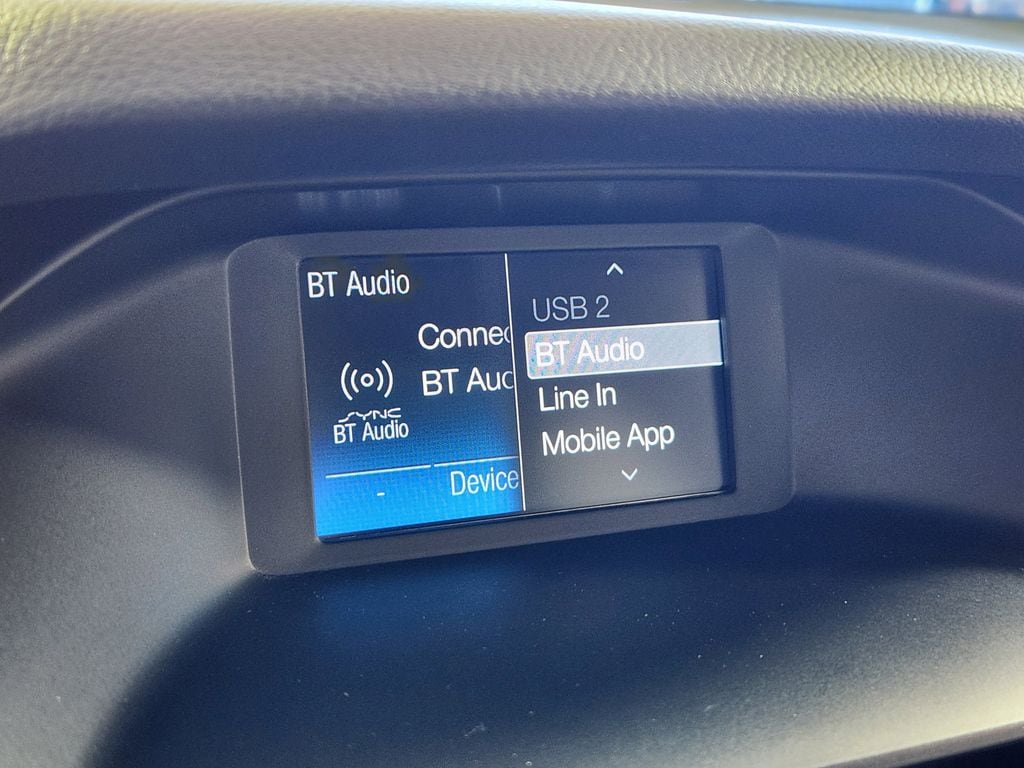 BT Audio
Connec
BT Auc
SYNC
BT Audio
-
Device
USB 2
BT Audio
Line In
Mobile App